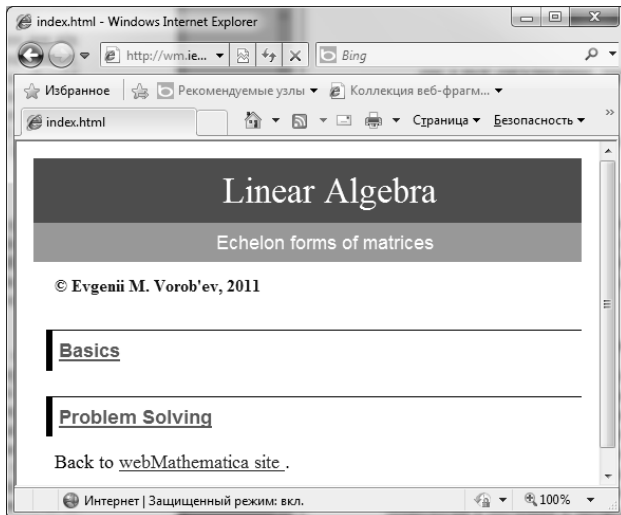 index.html - Windows Internet Explorer
http://wm.ie... Bing
Избранное Рекомендуемые узлы Коллекция веб-фрагм...
index.html Страница Безопасность »
Linear Algebra
Echelon forms of matrices
© Evgenii M. Vorob'ev, 2011
Basics
Problem Solving
Back to webMathematica site .
Интернет | Защищенный режим: вкл. 100%